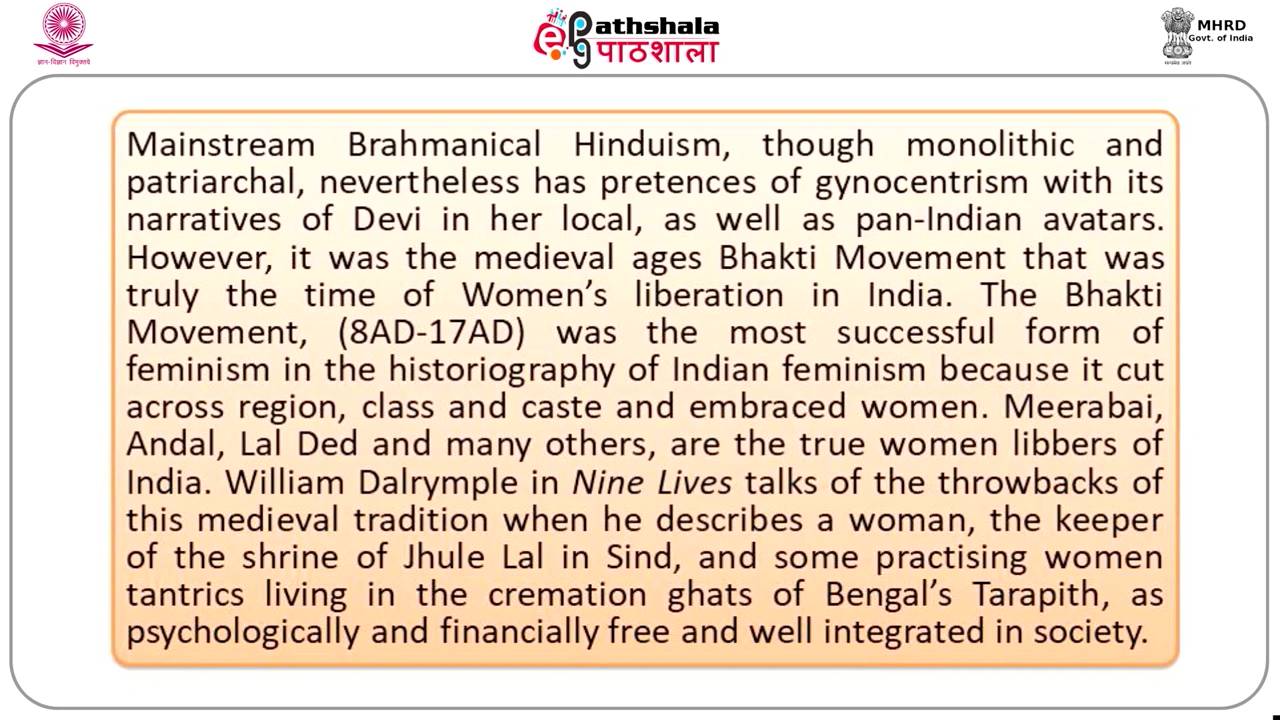 ज्ञान-विज्ञान विमुक्तये
epg athshala
पाठशाला
MHRD
Govt. of India
सत्यमेव जयते
Mainstream Brahmanical Hinduism, though monolithic and
patriarchal, nevertheless has pretences of gynocentrism with its
narratives of Devi in her local, as well as pan-Indian avatars.
However, it was the medieval ages Bhakti Movement that was
truly the time of Women’s liberation in India. The Bhakti
Movement, (8AD-17AD) was the most successful form of
feminism in the historiography of Indian feminism because it cut
across region, class and caste and embraced women. Meerabai,
Andal, Lal Ded and many others, are the true women libbers of
India. William Dalrymple in Nine Lives talks of the throwbacks of
this medieval tradition when he describes a woman, the keeper
of the shrine of Jhule Lal in Sind, and some practising women
tantrics living in the cremation ghats of Bengal’s Tarapith, as
psychologically and financially free and well integrated in society.